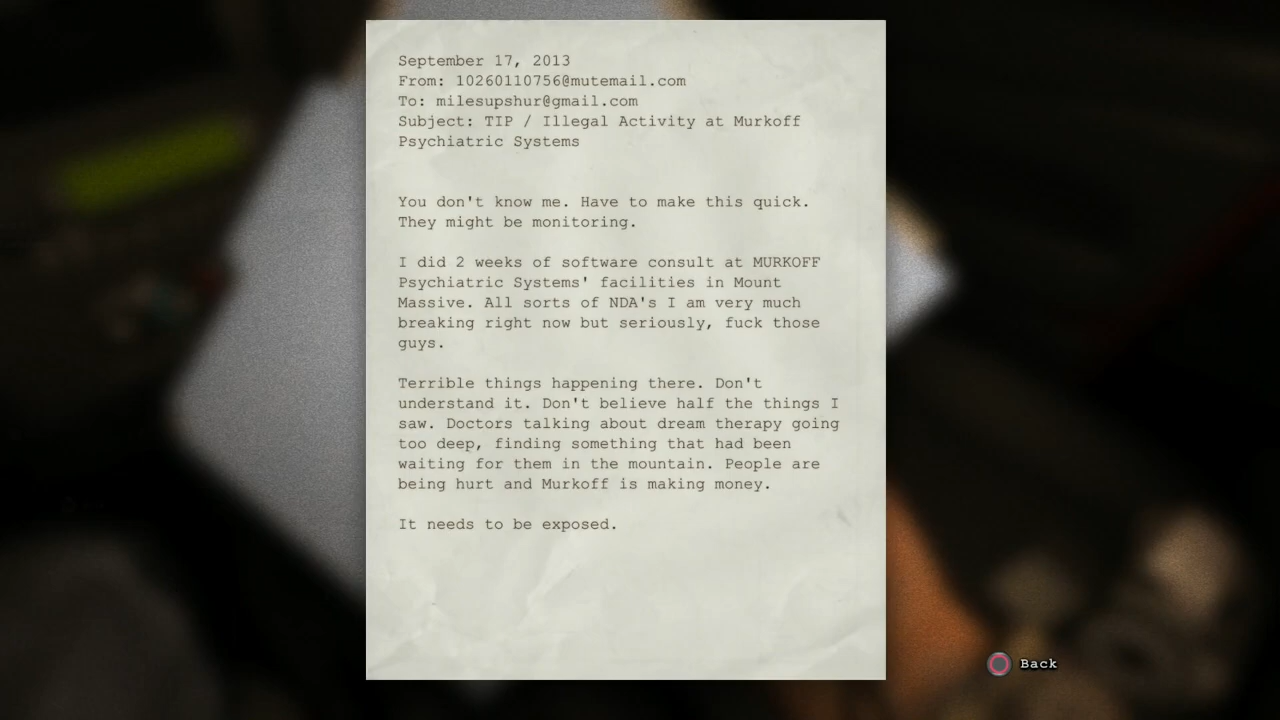 September 17, 2013
From: 10260110756@mutemail.com
To: milesupshur@gmail.com
Subject: TIP / Illegal Activity at Murkoff
Psychiatric Systems
You don't know me. Have to make this quick.
They might be monitoring.
I did 2 weeks of software consult at MURKOFF
Psychiatric Systems' facilities in Mount
Massive. All sorts of NDA's I am very much
breaking right now but seriously, fuck those
guys.
Terrible things happening there. Don't
understand it. Don't believe half the things I
saw. Doctors talking about dream therapy going
too deep, finding something that had been
waiting for them in the mountain. People are
being hurt and Murkoff is making money.
It needs to be exposed.
Back